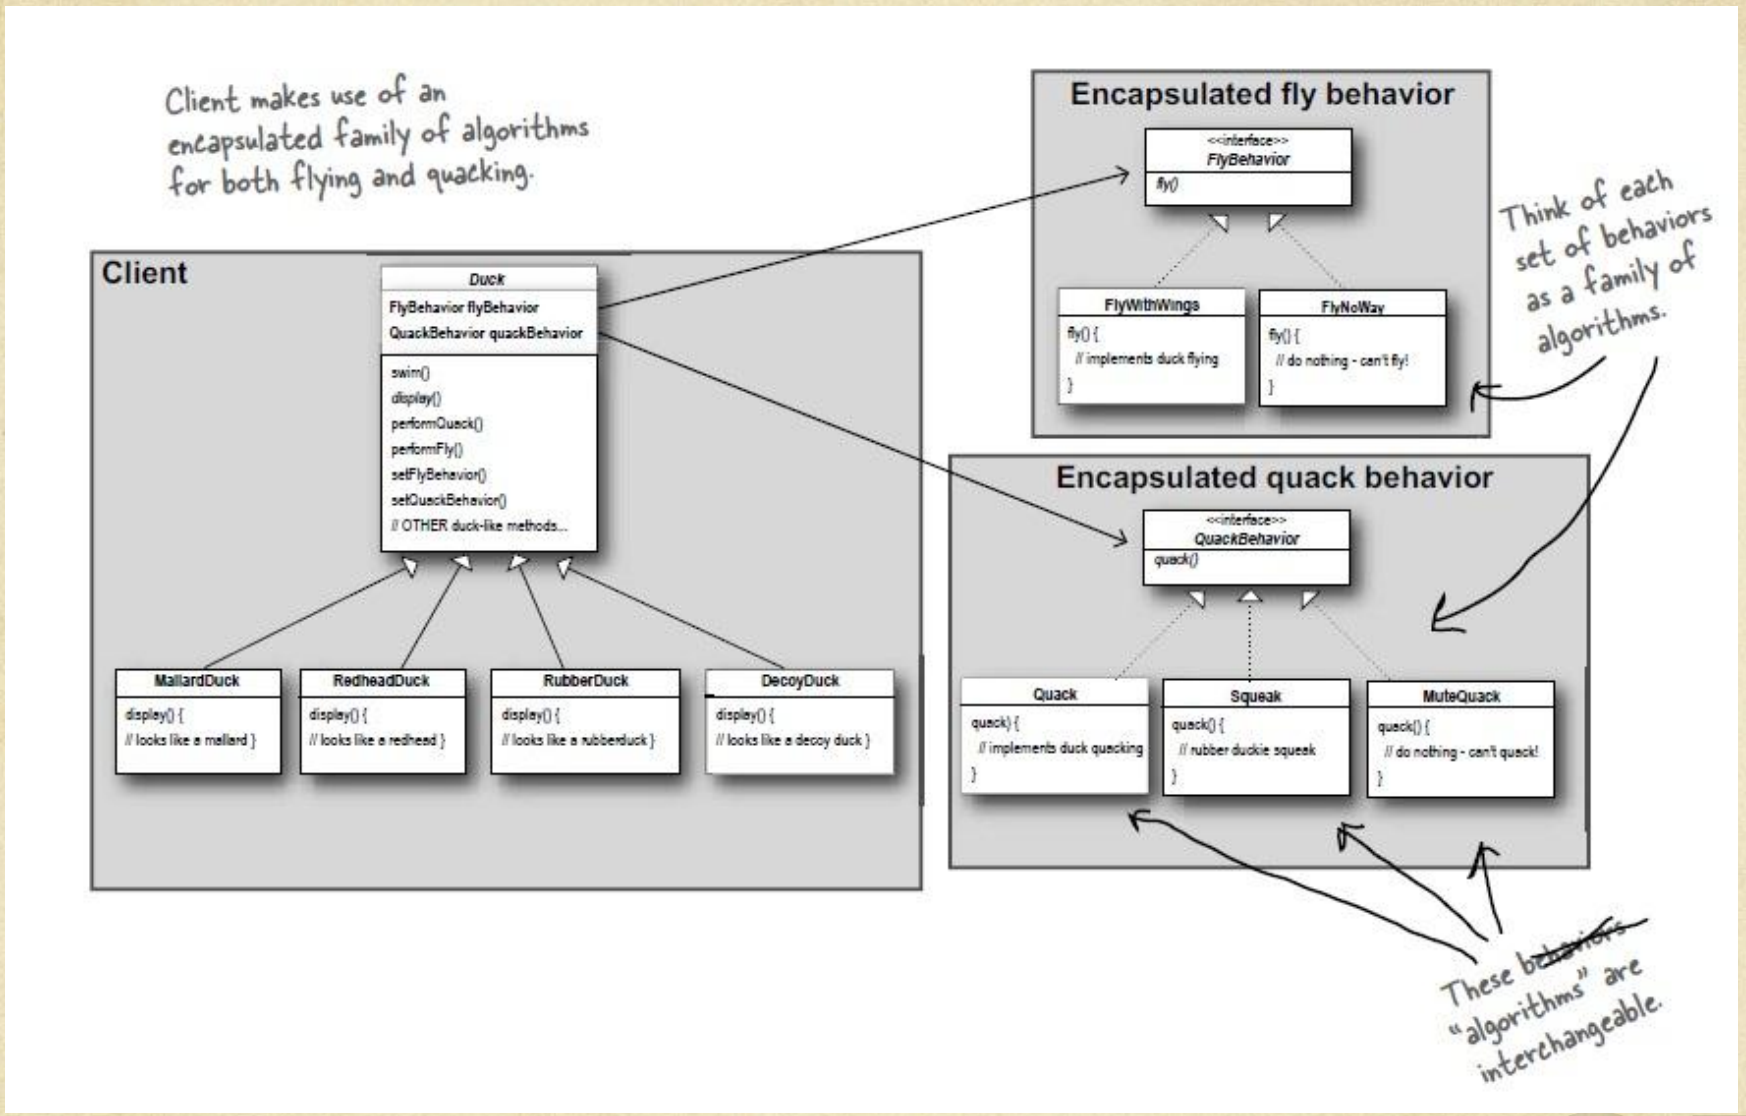 Client makes use of an
encapsulated family of algorithms
for both flying and quacking.
Client
Duck
FlyBehavior flyBehavior
QuackBehavior quackBehavior
swim()
display()
performQuack()
performFly()
setFlyBehavior()
setQuackBehavior()
// OTHER duck-like methods...
MallardDuck
display() {
// looks like a mallard }
RedheadDuck
display() {
// looks like a redhead }
RubberDuck
display() {
// looks like a rubberduck }
DecoyDuck
display() {
// looks like a decoy duck }
Encapsulated fly behavior
<<interface>>
FlyBehavior
fly()
FlyWithWings
fly() {
// implements duck flying
}
FlyNoWay
fly() {
// do nothing - can't fly!
}
Think of each
set of behaviors
as a family of
algorithms.
Encapsulated quack behavior
<<interface>>
QuackBehavior
quack()
Quack
quack) {
// implements duck quacking
}
Squeak
quack() {
// rubber duckie squeak
}
MuteQuack
quack() {
// do nothing - can't quack!
}
These behaviors
“algorithms” are
interchangeable.